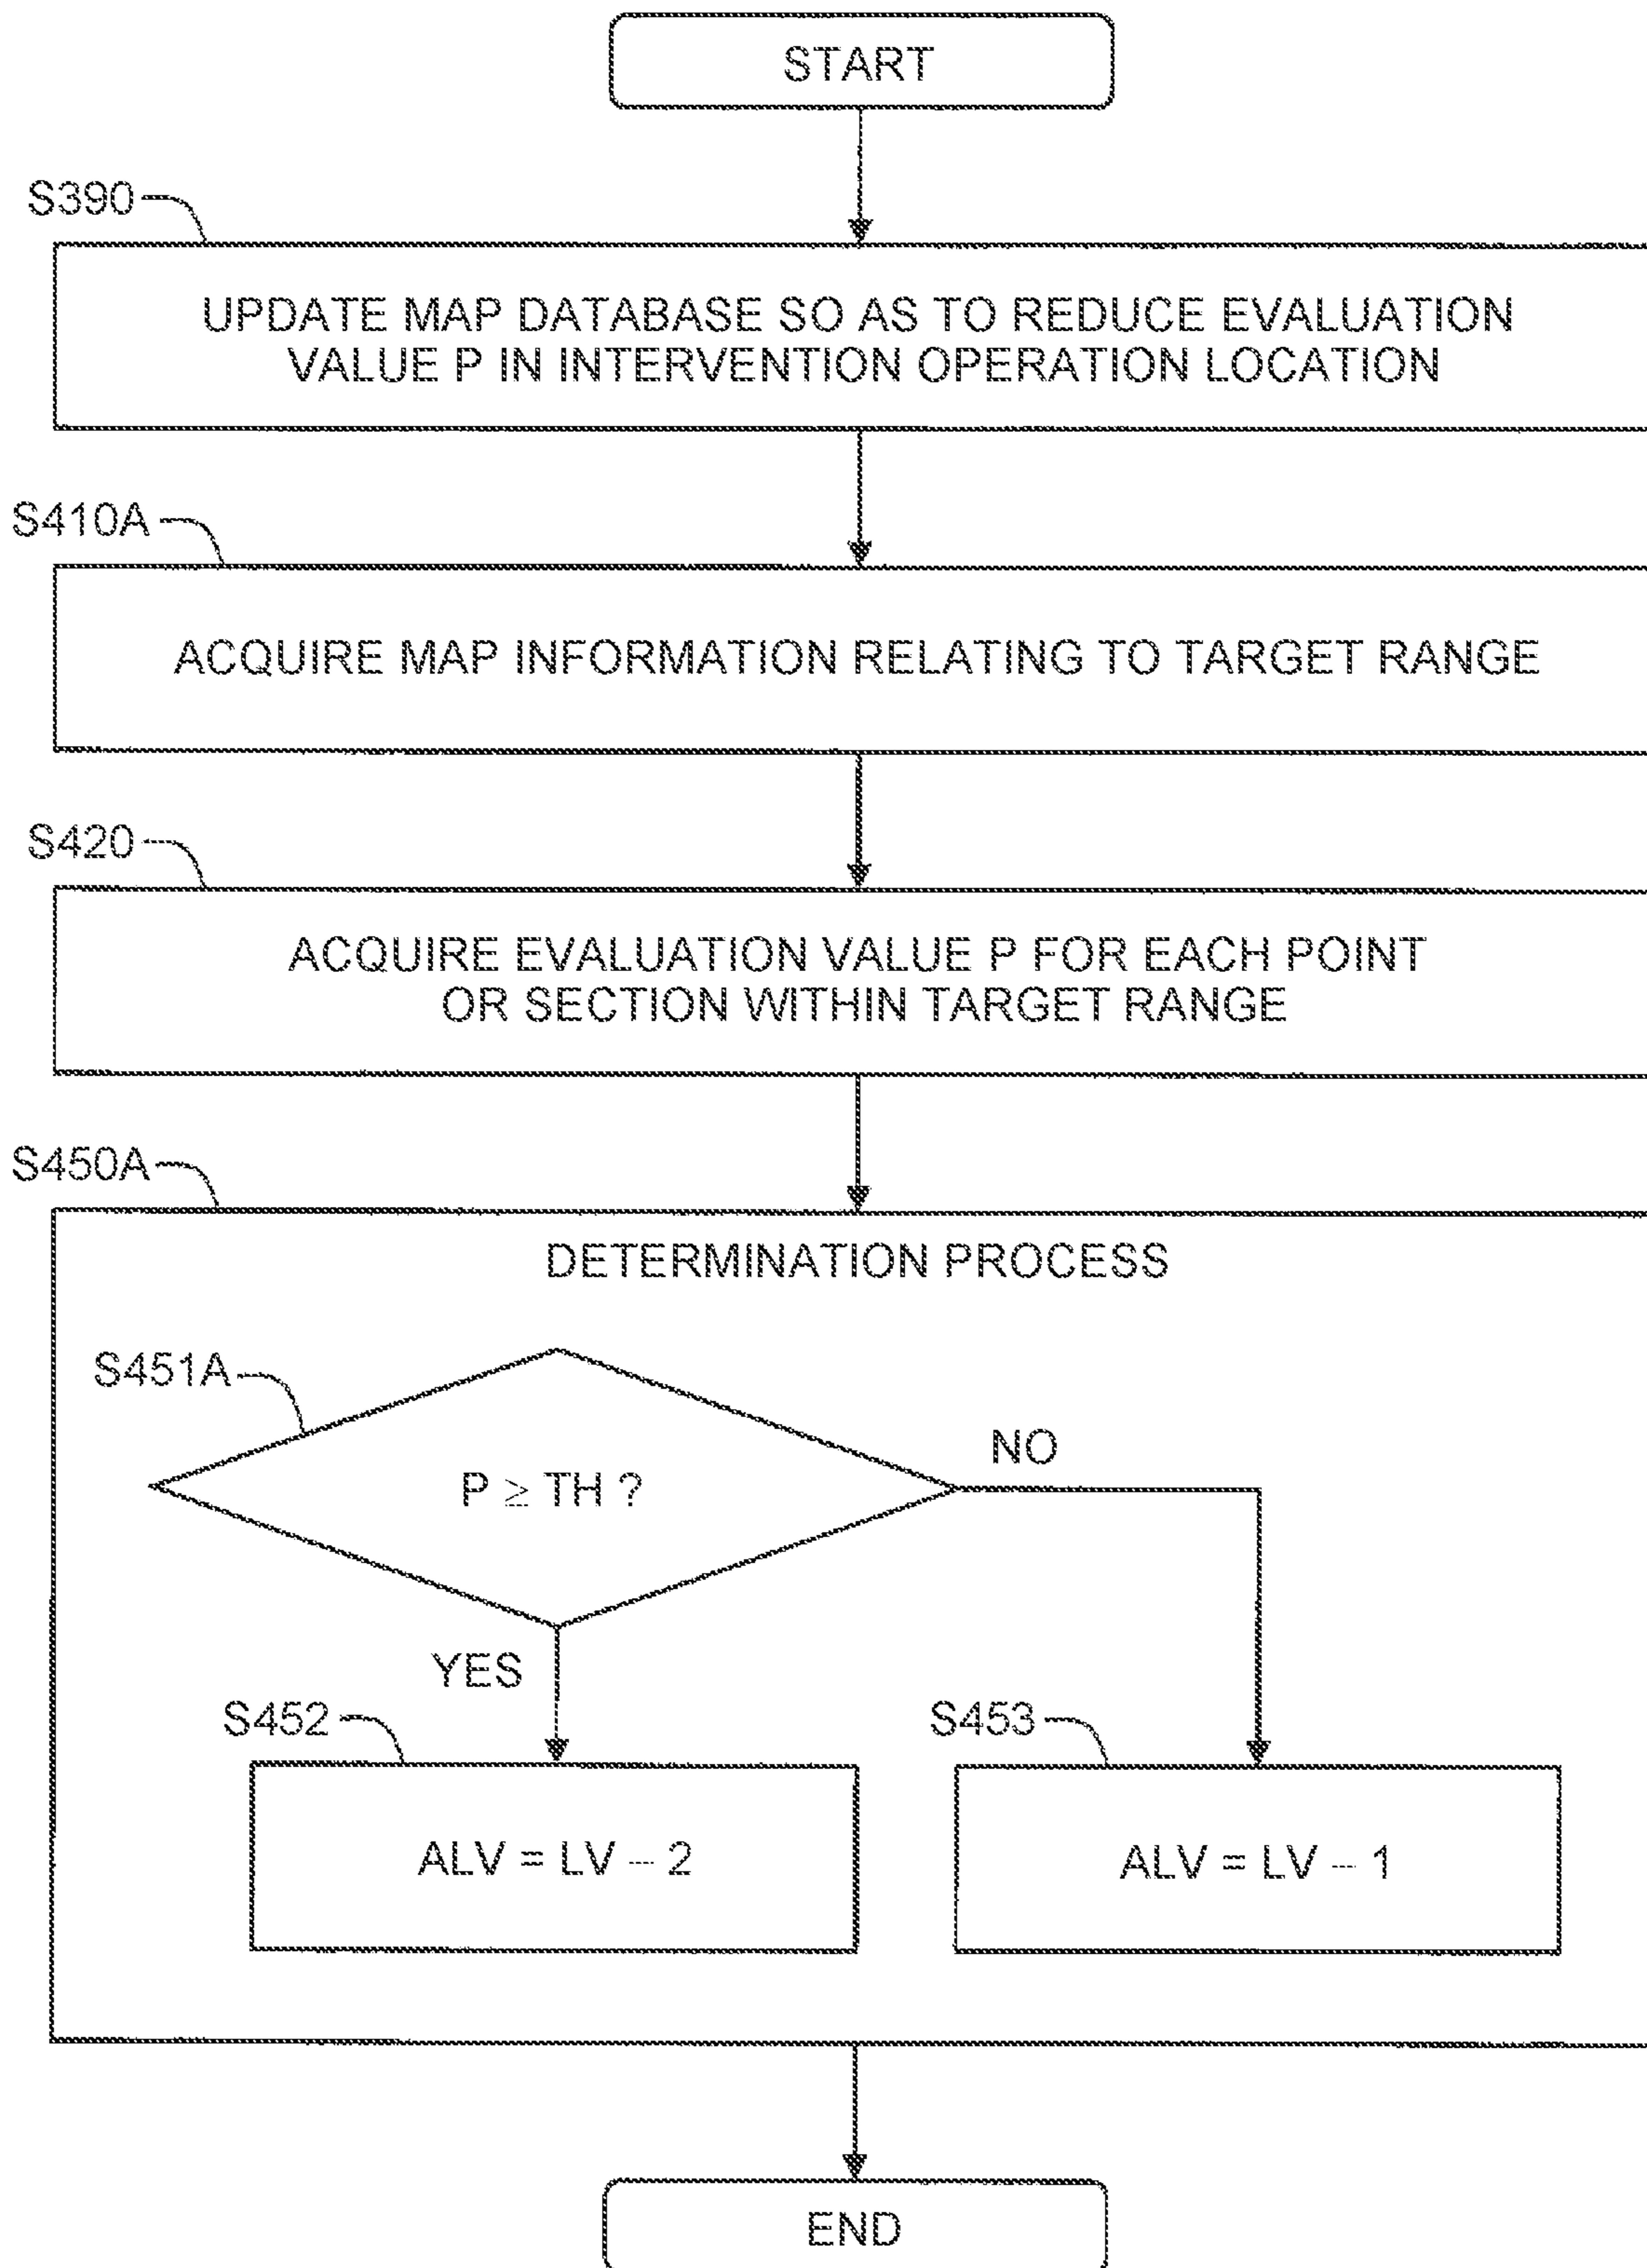 START
S390
UPDATE MAP DATABASE SO AS TO REDUCE EVALUATION
VALUE P IN INTERVENTION OPERATION LOCATION
S410A
ACQUIRE MAP INFORMATION RELATING TO TARGET RANGE
S420
ACQUIRE EVALUATION VALUE P FOR EACH POINT
OR SECTION WITHIN TARGET RANGE
S450A
DETERMINATION PROCESS
S451A
P ≥ TH ?
NO
YES
S452
S453
ALV = LV – 2
ALV = LV – 1
END